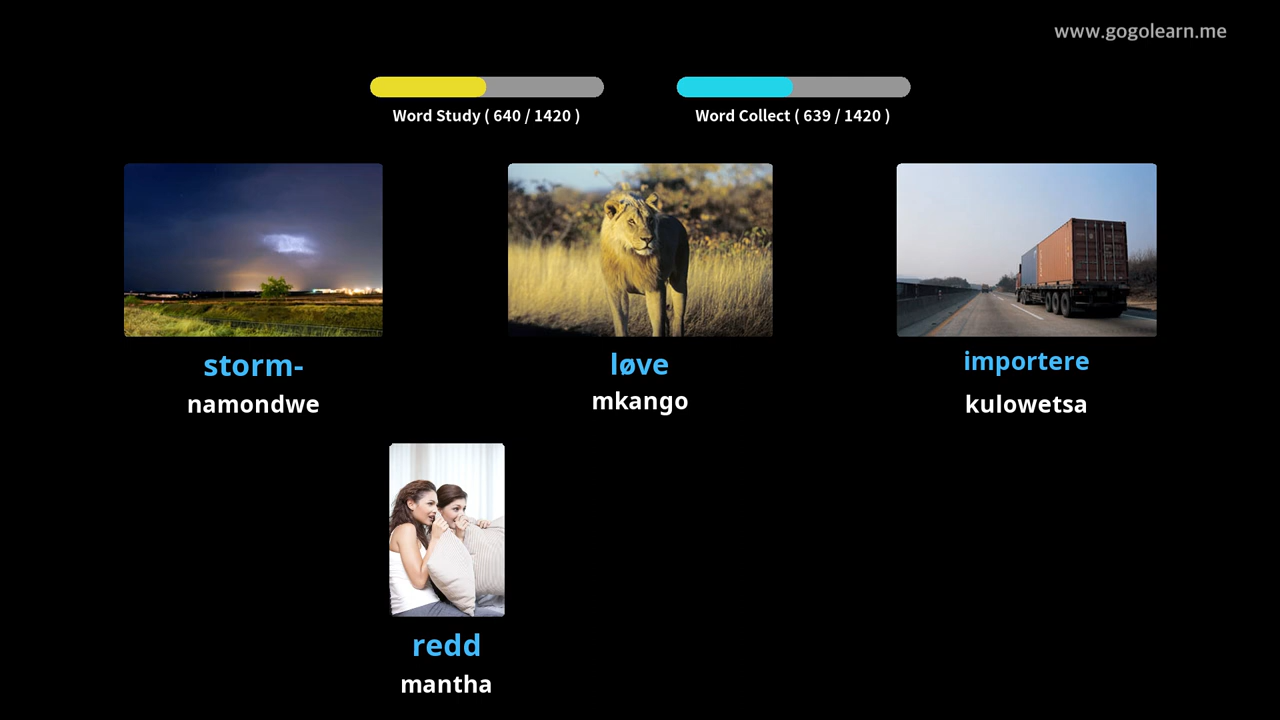 www.gogolearn.me
Word Study ( 640 / 1420 )
Word Collect ( 639 / 1420 )
storm-
namondwe
løve
mkango
importere
kulowetsa
redd
mantha